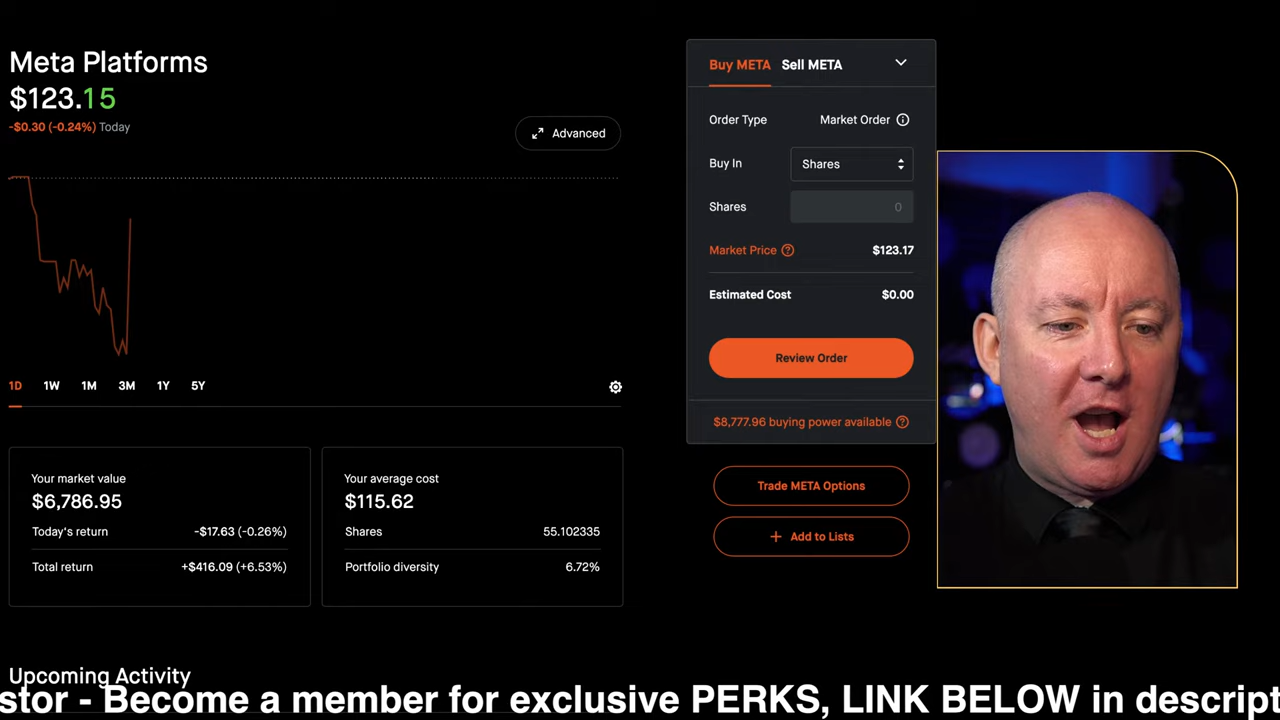 Meta Platforms
$123.15
-$0.30 (-0.24%) Today
Advanced
1D 1W 1M 3M 1Y 5Y
Your market value
$6,786.95
Today's return -$17.63 (-0.26%)
Total return +$416.09 (+6.53%)
Your average cost
$115.62
Shares 55.102335
Portfolio diversity 6.72%
Upcoming Activity
Buy META Sell META
Order Type Market Order
Buy In Shares
Shares 0
Market Price $123.17
Estimated Cost $0.00
Review Order
$8,777.96 buying power available
Trade META Options
+ Add to Lists
stor - Become a member for exclusive PERKS, LINK BELOW in descript